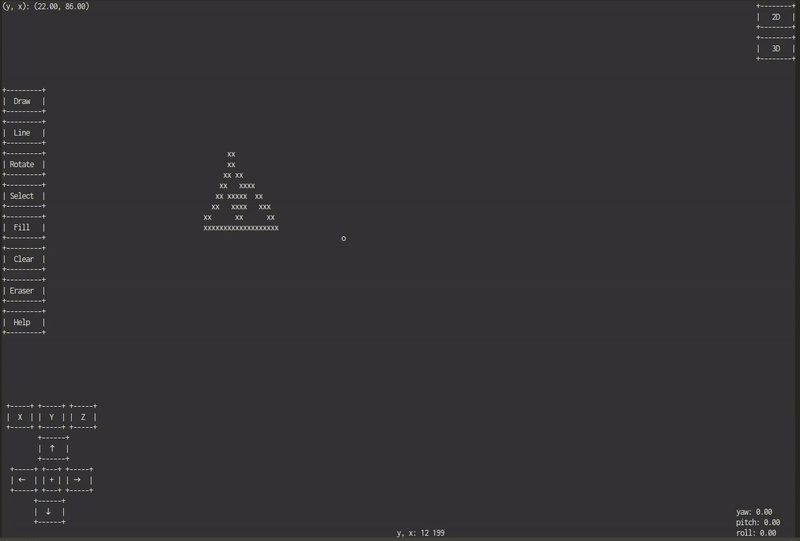 (y, x): (22.00, 86.00)
2D
3D
Draw
Line
Rotate
Select
Fill
Clear
Eraser
Help
xx
xx
xx xx
xx   xxxx
xx xxxxx  xx
xx   xxxx   xxx
xx      xx      xx
xxxxxxxxxxxxxxxxxxx
o
X Y Z
↑
← + →
↓
y, x: 12 199
yaw: 0.00
pitch: 0.00
roll: 0.00